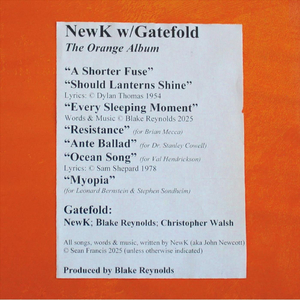 NewK w/Gatefold
The Orange Album
“A Shorter Fuse”
“Should Lanterns Shine”
Lyrics: © Dylan Thomas 1954
“Every Sleeping Moment”
Words & Music © Blake Reynolds 2025
“Resistance” (for Brian Mecca)
“Ante Ballad” (for Dr. Stanley Cowell)
“Ocean Song” (for Val Hendrickson)
Lyrics: © Sam Shepard 1978
“Myopia”
(for Leonard Bernstein & Stephen Sondheim)
Gatefold:
NewK; Blake Reynolds; Christopher Walsh
All songs, words & music, written by NewK (aka John Newcott)
© Sean Francis 2025 (unless otherwise indicated)
Produced by Blake Reynolds